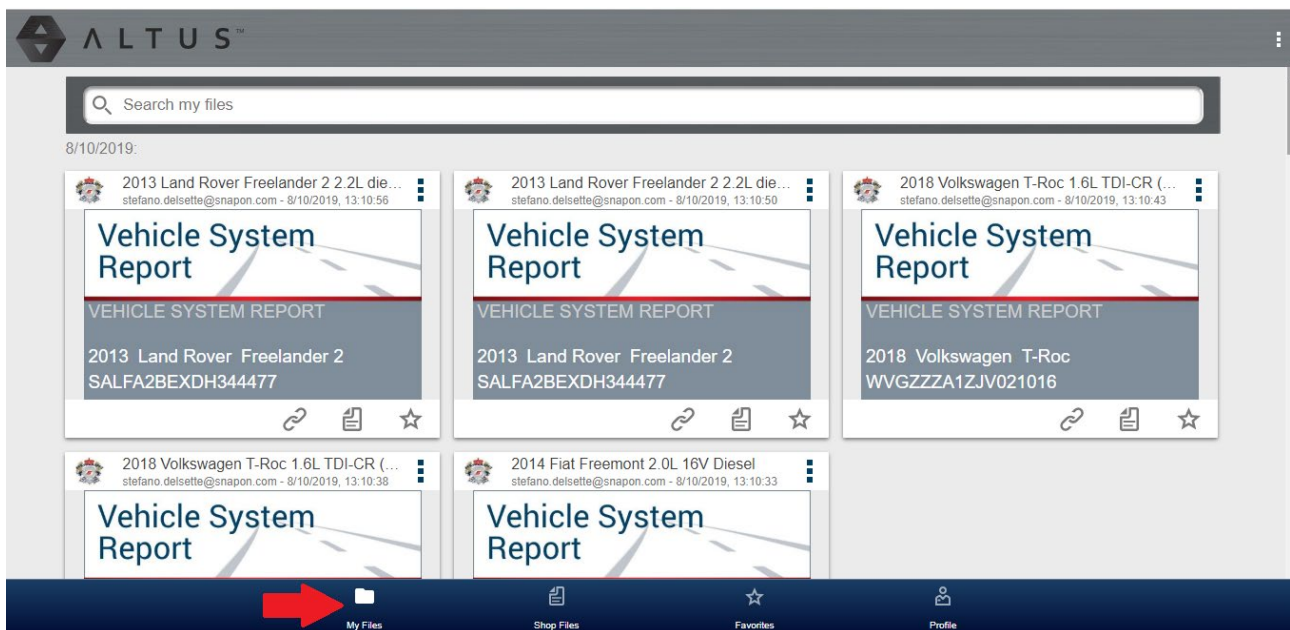 ALTUS™
Search my files
8/10/2019:
2013 Land Rover Freelander 2 2.2L die...
stefano.delsette@snapon.com - 8/10/2019, 13:10:56
Vehicle System
Report
VEHICLE SYSTEM REPORT
2013 Land Rover Freelander 2
SALFA2BEXDH344477
2013 Land Rover Freelander 2 2.2L die...
stefano.delsette@snapon.com - 8/10/2019, 13:10:50
Vehicle System
Report
VEHICLE SYSTEM REPORT
2013 Land Rover Freelander 2
SALFA2BEXDH344477
2018 Volkswagen T-Roc 1.6L TDI-CR (...
stefano.delsette@snapon.com - 8/10/2019, 13:10:43
Vehicle System
Report
VEHICLE SYSTEM REPORT
2018 Volkswagen T-Roc
WVGZZZA1ZJV021016
2018 Volkswagen T-Roc 1.6L TDI-CR (...
stefano.delsette@snapon.com - 8/10/2019, 13:10:38
Vehicle System
Report
2014 Fiat Freemont 2.0L 16V Diesel
stefano.delsette@snapon.com - 8/10/2019, 13:10:33
Vehicle System
Report
My Files
Shop Files
Favorites
Profile